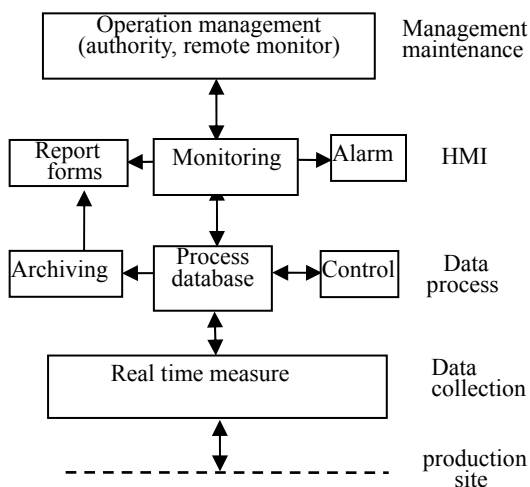 Operation management
(authority, remote monitor)
Management
maintenance
Report
forms
Monitoring
Alarm
HMI
Archiving
Process
database
Control
Data
process
Real time measure
Data
collection
production
site